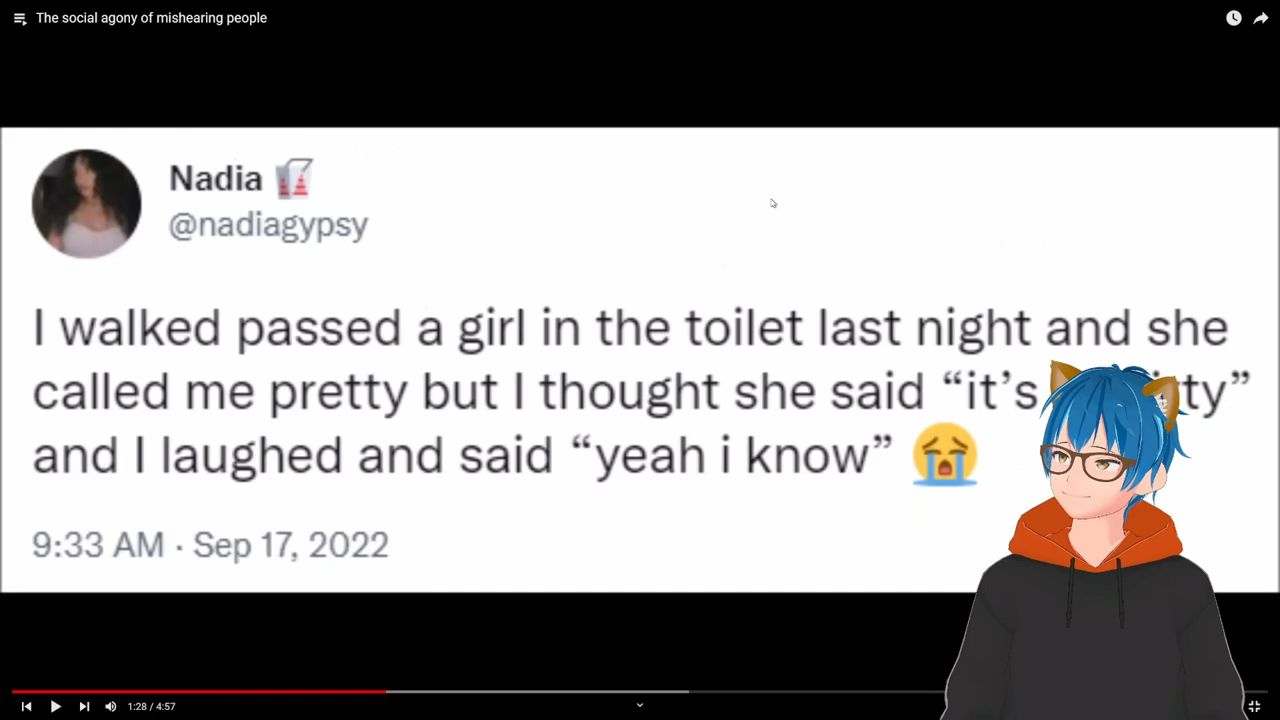 The social agony of mishearing people
Nadia
@nadiagypsy
I walked passed a girl in the toilet last night and she
called me pretty but I thought she said “it’s
and I laughed and said “yeah i know” 😭
9:33 AM · Sep 17, 2022
1:28 / 4:57